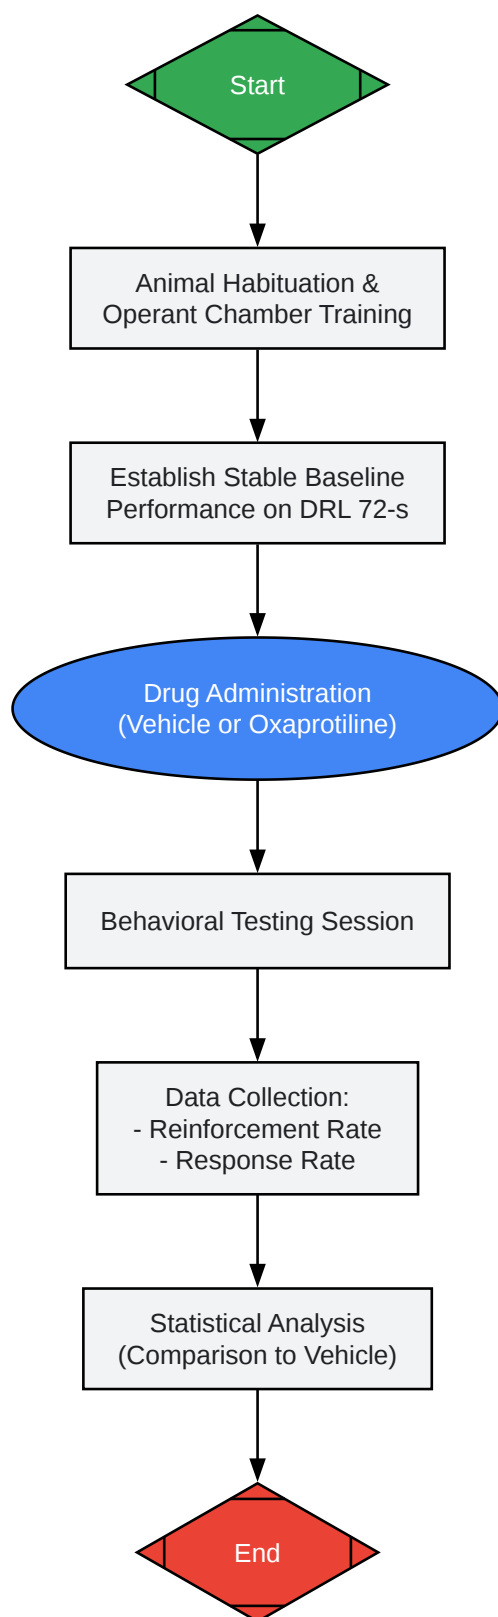 Start
Animal Habituation &
Operant Chamber Training
Establish Stable Baseline
Performance on DRL 72-s
Drug Administration
(Vehicle or Oxaprotiline)
Behavioral Testing Session
Data Collection:
- Reinforcement Rate
- Response Rate
Statistical Analysis
(Comparison to Vehicle)
End